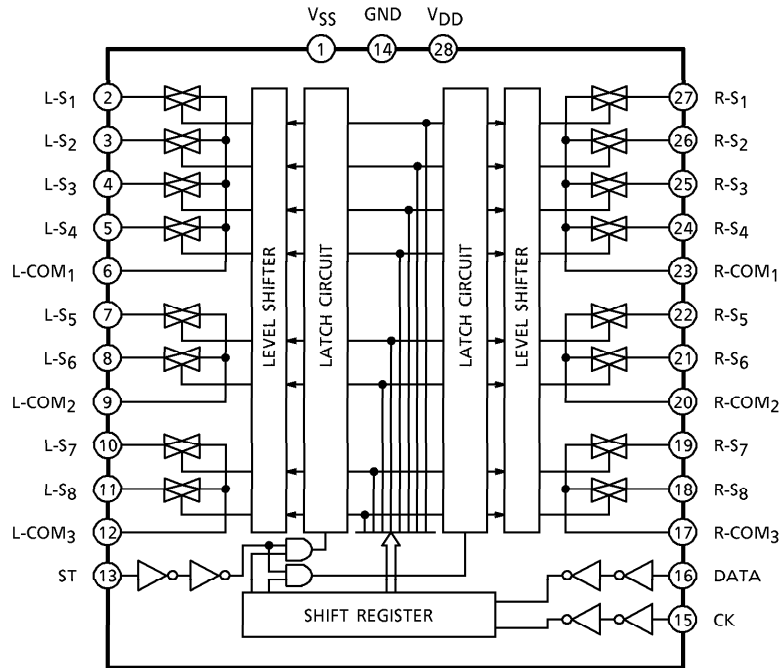 VSS GND VDD
1 14 28
L-S1 2 27 R-S1
L-S2 3 26 R-S2
L-S3 4 25 R-S3
L-S4 5 24 R-S4
L-COM1 6 23 R-COM1
L-S5 7 22 R-S5
L-S6 8 21 R-S6
L-COM2 9 20 R-COM2
L-S7 10 19 R-S7
L-S8 11 18 R-S8
L-COM3 12 17 R-COM3
ST 13 16 DATA
15 CK
LEVEL SHIFTER
LATCH CIRCUIT
LATCH CIRCUIT
LEVEL SHIFTER
SHIFT REGISTER